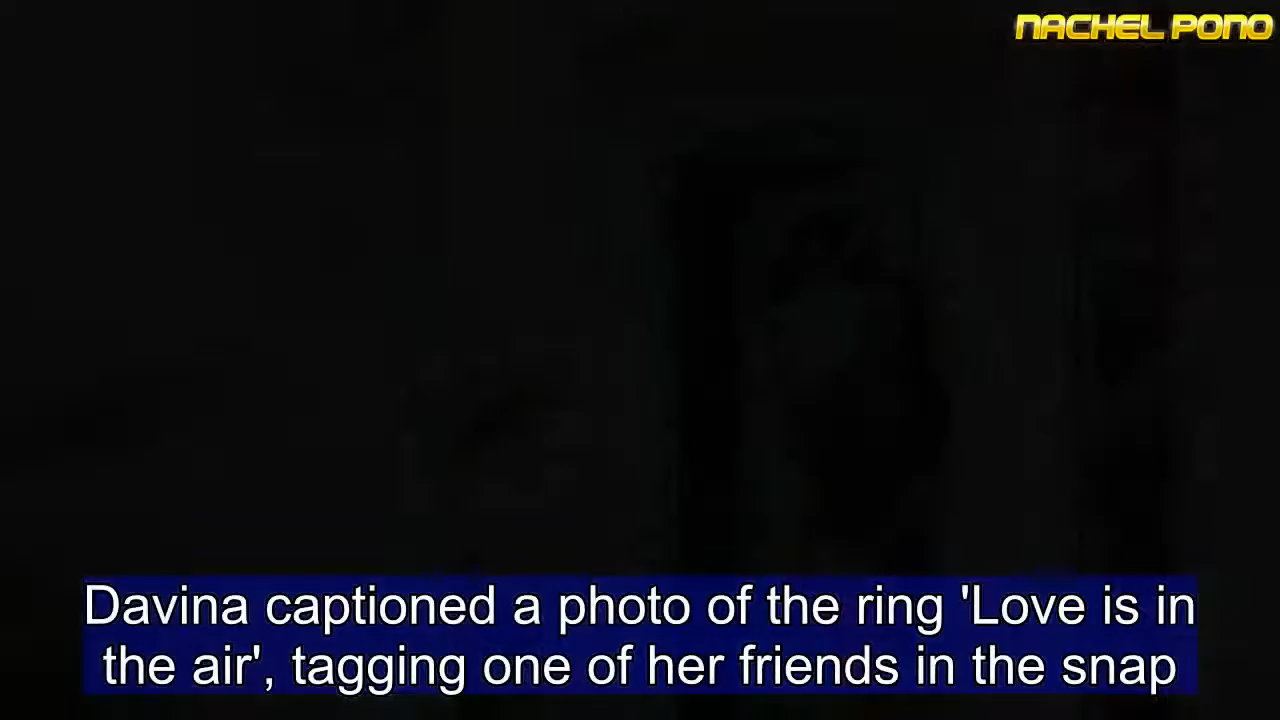 NACHEL PONO
Davina captioned a photo of the ring 'Love is in
the air', tagging one of her friends in the snap